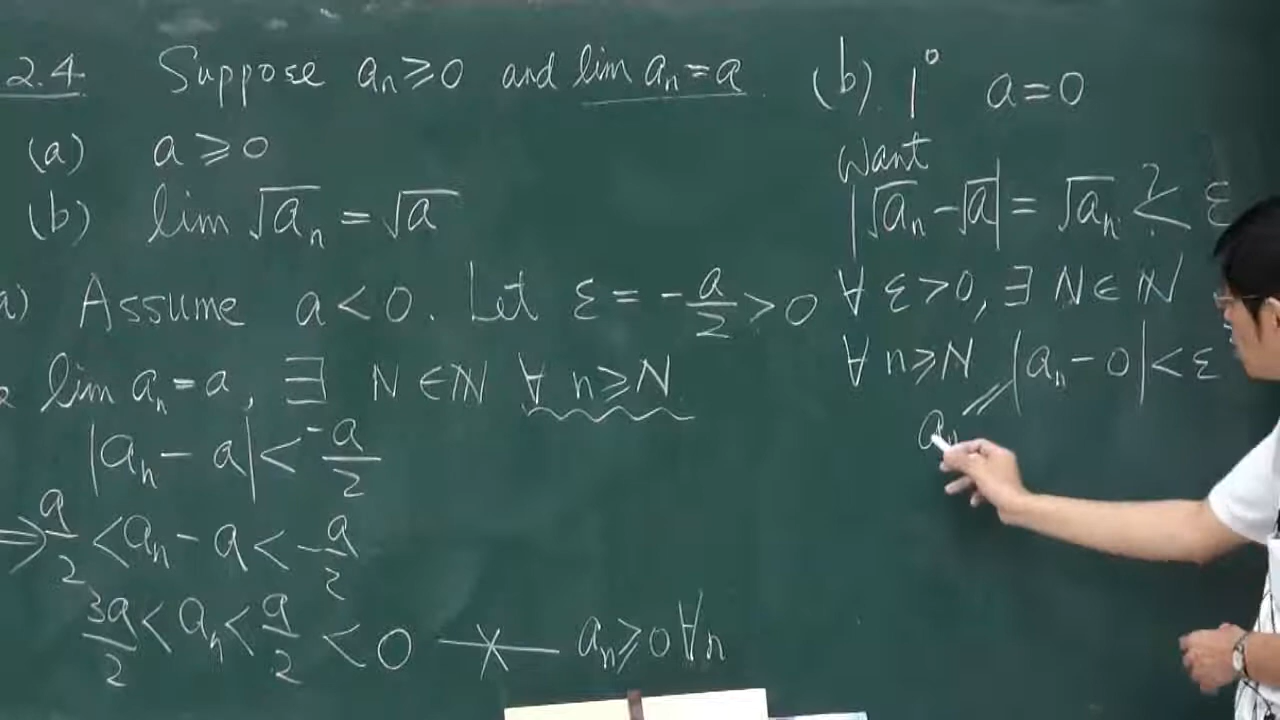 2.4. Suppose aₙ ≥ 0 and lim aₙ = a
(a) a ≥ 0
(b) lim √aₙ = √a
a) Assume a < 0. Let ε = -a/2 > 0
lim aₙ = a, ∃ N ∈ ℕ ∀ n ≥ N
|aₙ - a| < -a/2
⇒ a/2 < aₙ - a < -a/2
3a/2 < aₙ < a/2 < 0 ※ aₙ ≥ 0 ∀n
(b). 1° a = 0
Want
|√aₙ - √a| = √aₙ ?< ε
∀ ε > 0, ∃ N ∈ ℕ
∀ n ≥ N |aₙ - 0| < ε
aₙ